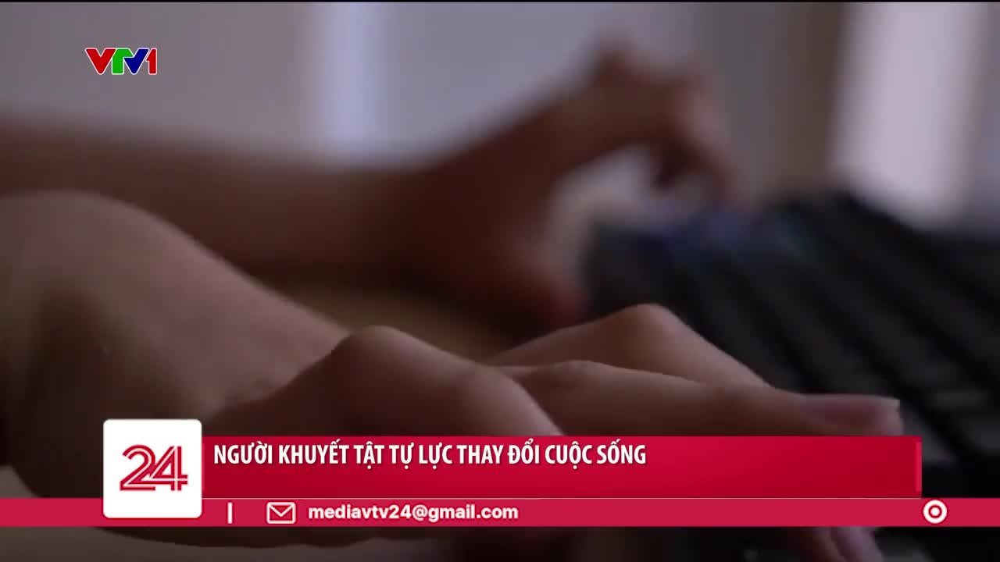 VTV1
24
NGƯỜI KHUYẾT TẬT TỰ LỰC THAY ĐỔI CUỘC SỐNG
mediavtv24@gmail.com